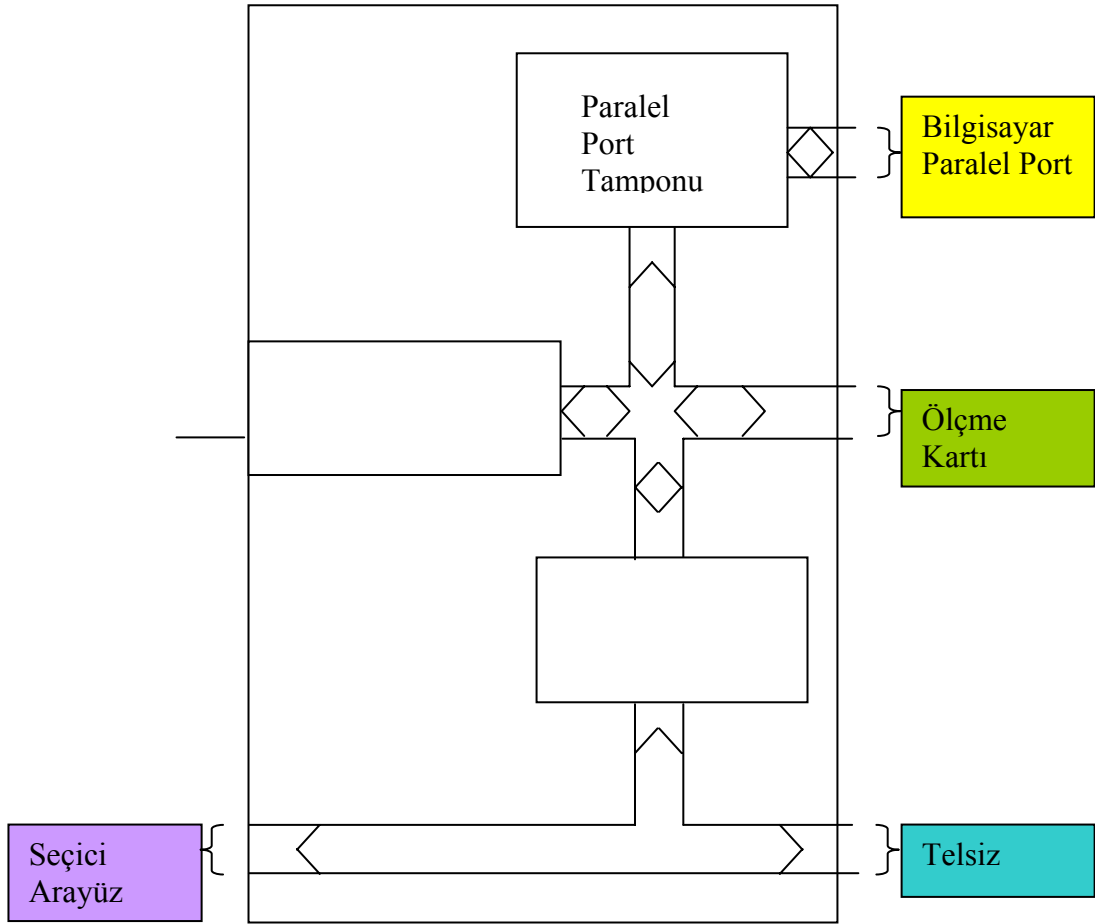 Paralel
Port
Tamponu
Bilgisayar
Paralel Port
Ölçme
Kartı
Seçici
Arayüz
Telsiz